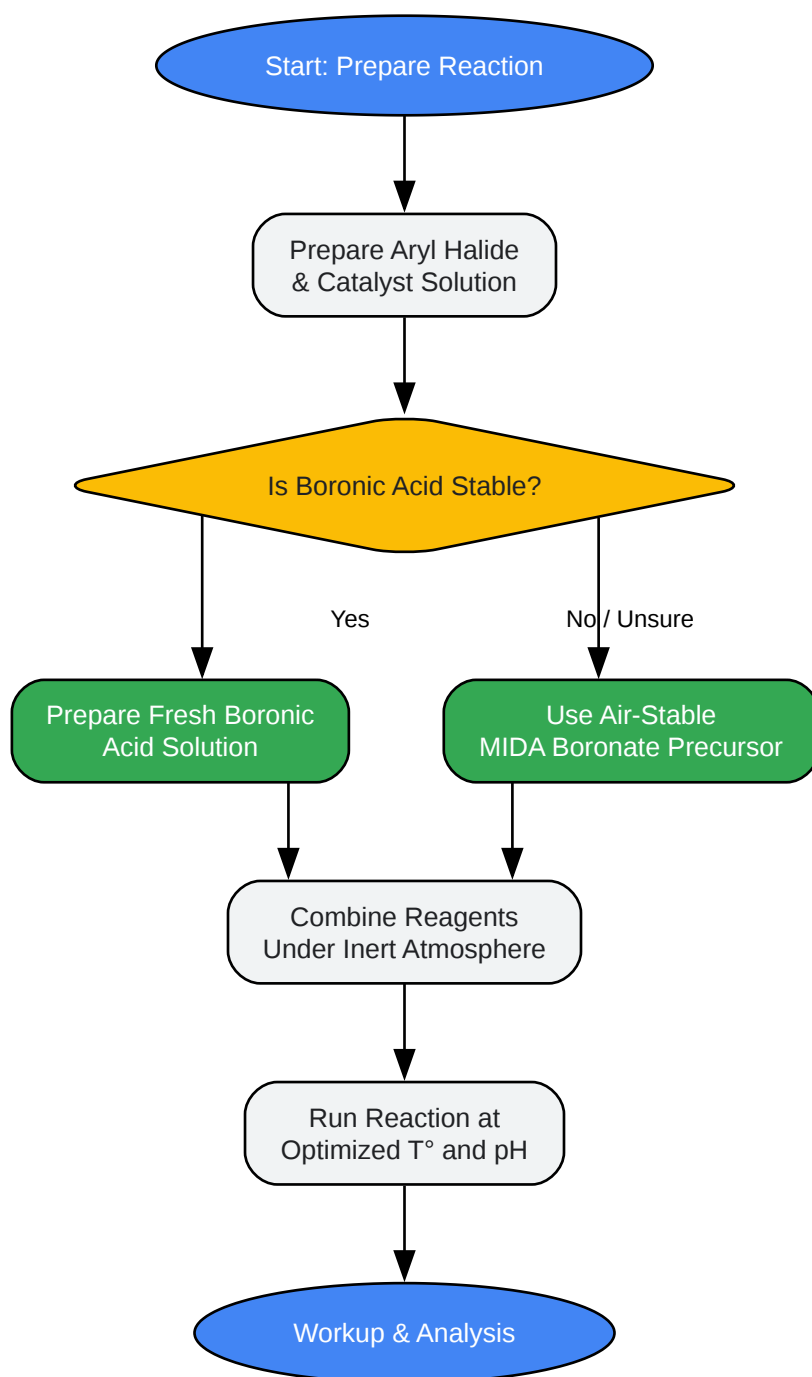 Start: Prepare Reaction
Prepare Aryl Halide
& Catalyst Solution
Is Boronic Acid Stable?
Yes
No / Unsure
Prepare Fresh Boronic
Acid Solution
Use Air-Stable
MIDA Boronate Precursor
Combine Reagents
Under Inert Atmosphere
Run Reaction at
Optimized T° and pH
Workup & Analysis